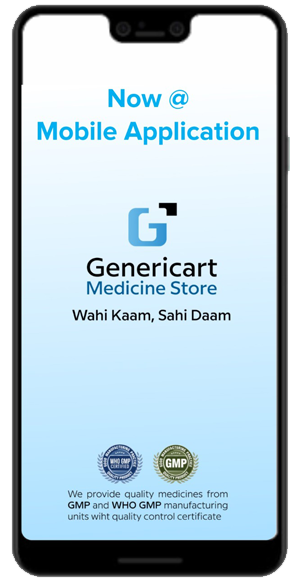 Now @
Mobile Application
G
Genericart
Medicine Store
Wahi Kaam, Sahi Daam
WHO GMP
CERTIFIED
GMP
We provide quality medicines from
GMP and WHO GMP manufacturing
units wiht quality control certificate